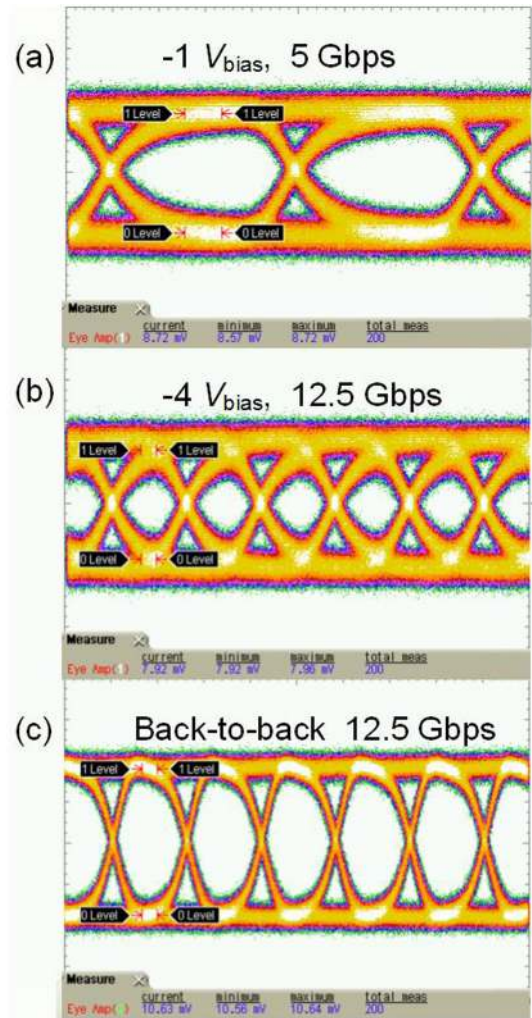 (a)
-1 Vbias, 5 Gbps
1 Level 1 Level
0 Level 0 Level
Measure
current minimum maximum total meas
Eye Amp(1) 8.72 mV 8.57 mV 8.72 mV 200
(b)
-4 Vbias, 12.5 Gbps
1 Level 1 Level
0 Level 0 Level
Measure
current minimum maximum total meas
Eye Amp(1) 7.92 mV 7.92 mV 7.96 mV 200
(c)
Back-to-back 12.5 Gbps
1 Level 1 Level
0 Level 0 Level
Measure
current minimum maximum total meas
Eye Amp( ) 10.63 mV 10.56 mV 10.64 mV 200